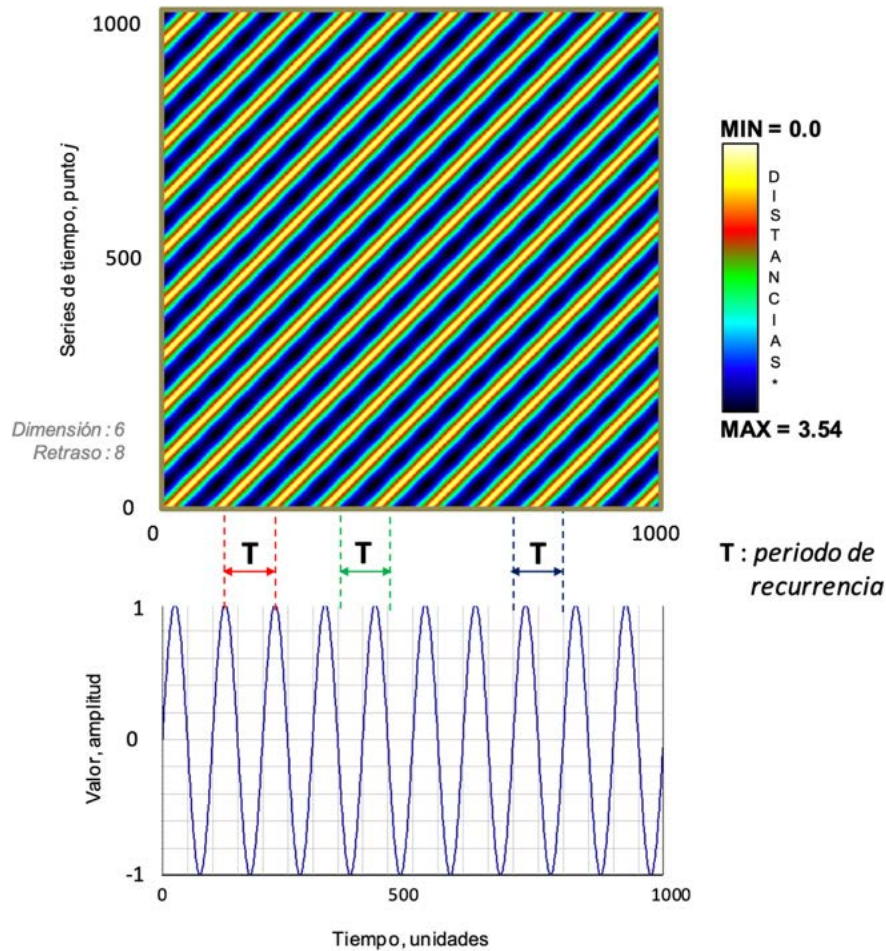 1000
500
0
Series de tiempo, punto j
Dimensión : 6
Retraso : 8
0
1000
MIN = 0.0
DISTANCIAS*
MAX = 3.54
T
T
T
T : periodo de
recurrencia
1
0
-1
Valor, amplitud
0
500
1000
Tiempo, unidades